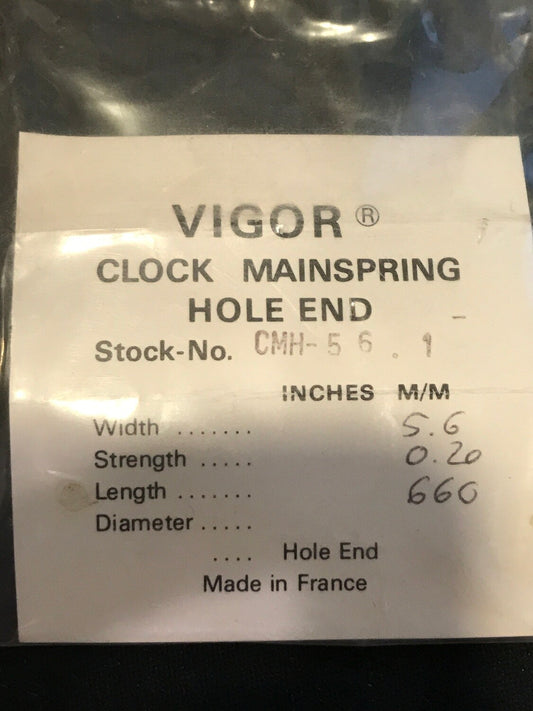 VIGOR ®
CLOCK MAINSPRING
HOLE END
Stock-No. CMH-56.1
INCHES M/M
Width ....... 5.6
Strength ..... 0.20
Length ....... 660
Diameter .....
.... Hole End
Made in France